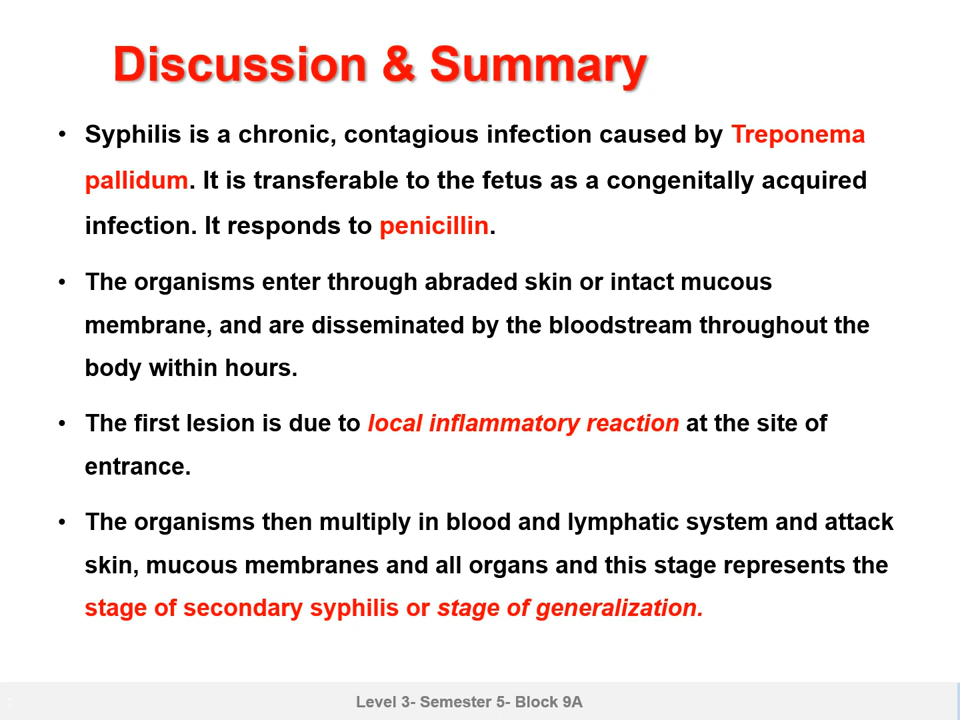 Discussion & Summary
• Syphilis is a chronic, contagious infection caused by Treponema
pallidum. It is transferable to the fetus as a congenitally acquired
infection. It responds to penicillin.
• The organisms enter through abraded skin or intact mucous
membrane, and are disseminated by the bloodstream throughout the
body within hours.
• The first lesion is due to local inflammatory reaction at the site of
entrance.
• The organisms then multiply in blood and lymphatic system and attack
skin, mucous membranes and all organs and this stage represents the
stage of secondary syphilis or stage of generalization.
Level 3- Semester 5- Block 9A